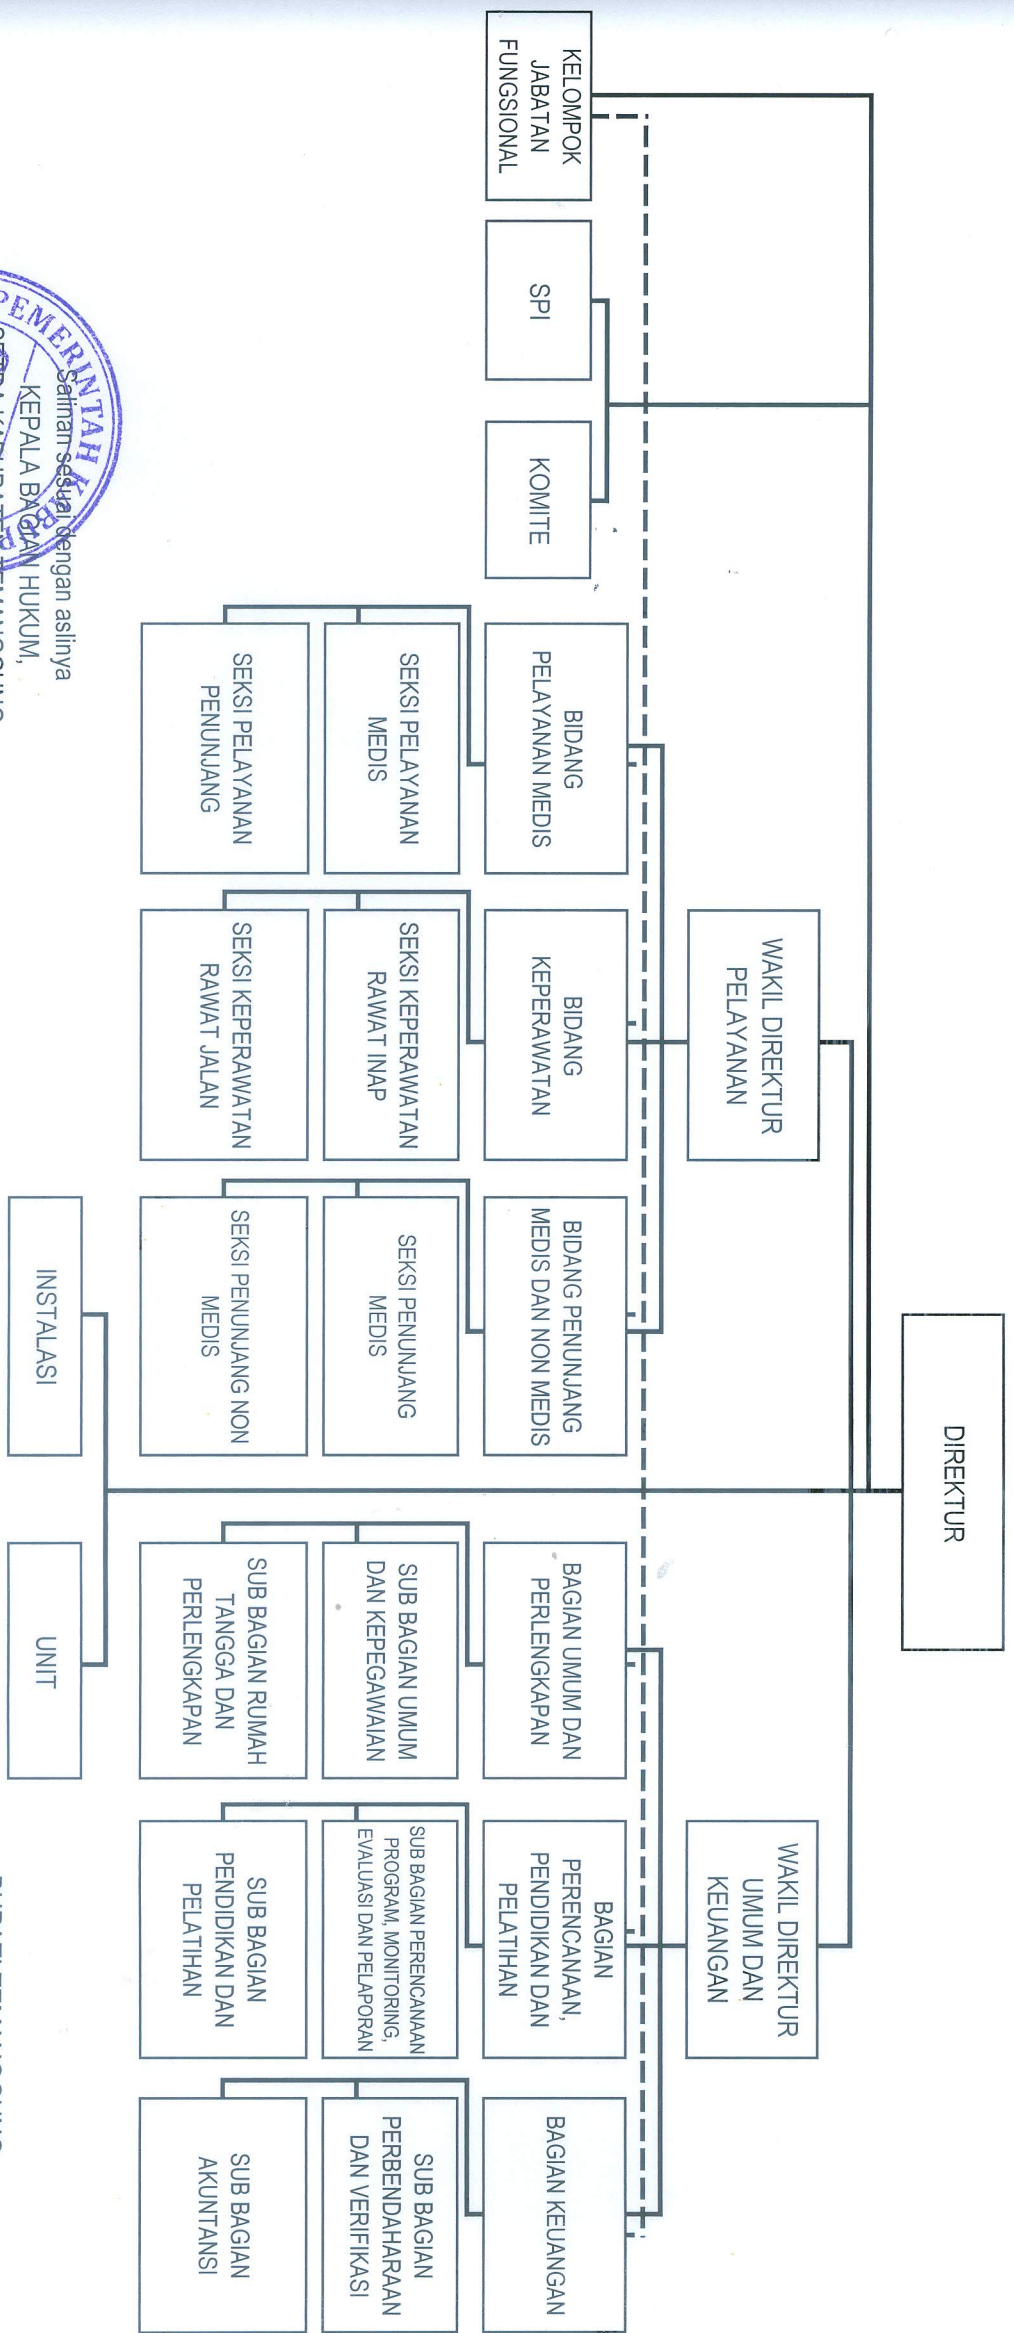 DIREKTUR
WAKIL DIREKTUR
PELAYANAN
WAKIL DIREKTUR
UMUM DAN
KEUANGAN
KELOMPOK
JABATAN
FUNGSIONAL
SPI
KOMITE
BIDANG
PELAYANAN MEDIS
BIDANG
KEPERAWATAN
BIDANG PENUNJANG
MEDIS DAN NON MEDIS
BAGIAN UMUM DAN
PERLENGKAPAN
BAGIAN
PERENCANAAN,
PENDIDIKAN DAN
PELATIHAN
BAGIAN KEUANGAN
SEKSI PELAYANAN
MEDIS
SEKSI KEPERAWATAN
RAWAT INAP
SEKSI PENUNJANG
MEDIS
SUB BAGIAN UMUM
DAN KEPEGAWAIAN
SUB BAGIAN PERENCANAAN
PROGRAM, MONITORING,
EVALUASI DAN PELAPORAN
SUB BAGIAN
PERBENDAHARAAN
DAN VERIFIKASI
SEKSI PELAYANAN
PENUNJANG
SEKSI KEPERAWATAN
RAWAT JALAN
SEKSI PENUNJANG NON
MEDIS
SUB BAGIAN RUMAH
TANGGA DAN
PERLENGKAPAN
SUB BAGIAN
PENDIDIKAN DAN
PELATIHAN
SUB BAGIAN
AKUNTANSI
INSTALASI
UNIT
PEMERINTAH
Salinan sesuai dengan aslinya
KEPALA BAGIAN HUKUM,